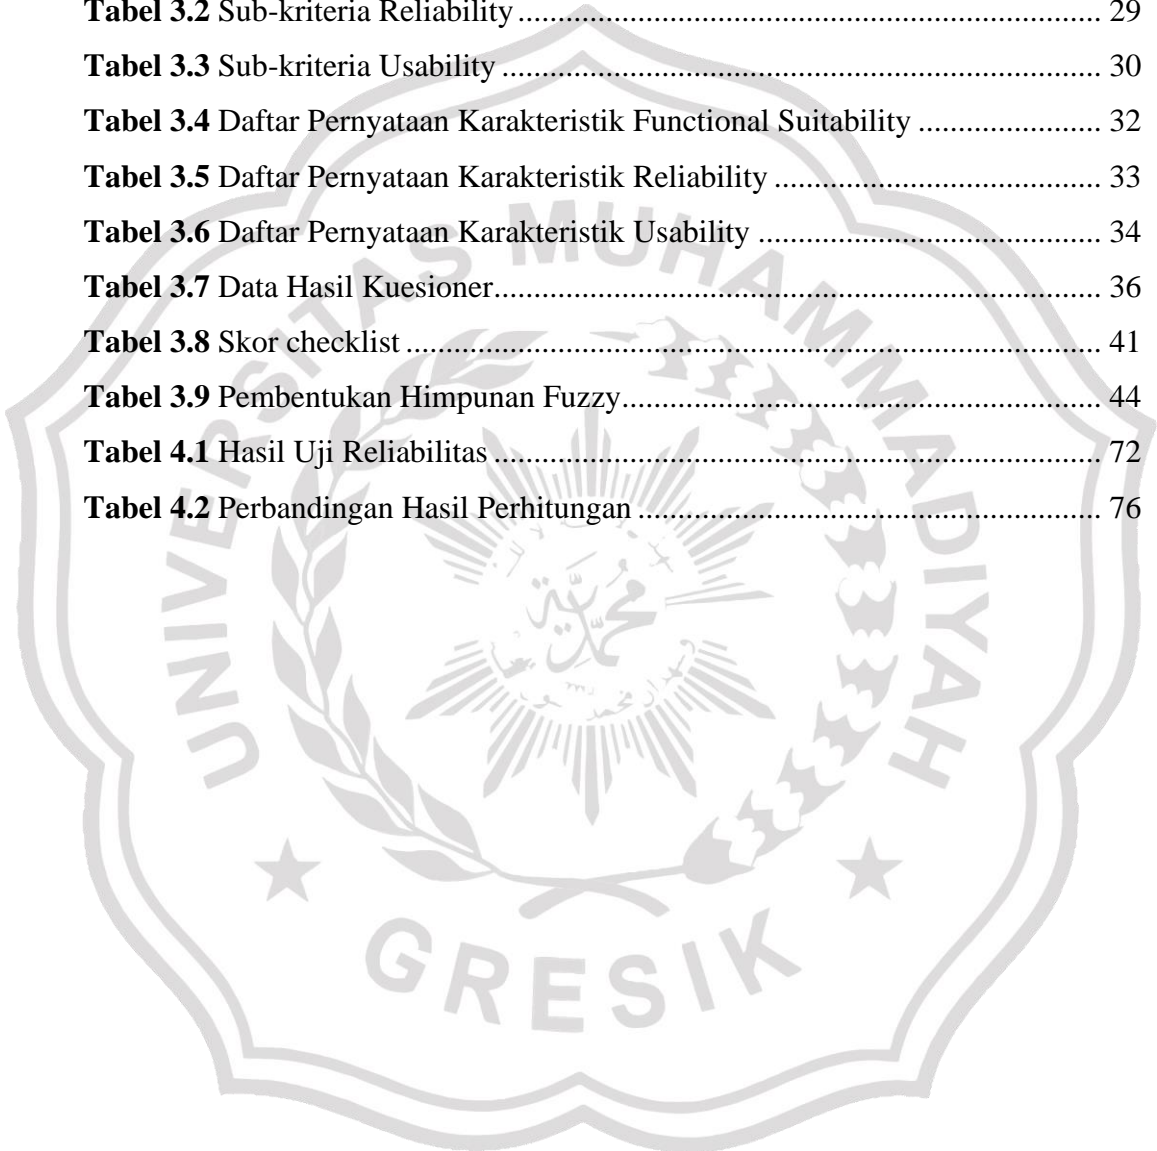 Tabel 3.2 Sub-kriteria Reliability ........................................................................... 29
Tabel 3.3 Sub-kriteria Usability ............................................................................. 30
Tabel 3.4 Daftar Pernyataan Karakteristik Functional Suitability ....................... 32
Tabel 3.5 Daftar Pernyataan Karakteristik Reliability ......................................... 33
Tabel 3.6 Daftar Pernyataan Karakteristik Usability ........................................... 34
Tabel 3.7 Data Hasil Kuesioner.............................................................................. 36
Tabel 3.8 Skor checklist ......................................................................................... 41
Tabel 3.9 Pembentukan Himpunan Fuzzy............................................................. 44
Tabel 4.1 Hasil Uji Reliabilitas .............................................................................. 72
Tabel 4.2 Perbandingan Hasil Perhitungan ........................................................... 76
UNIVERSITAS MUHAMMADIYAH
محمد
GRESIK